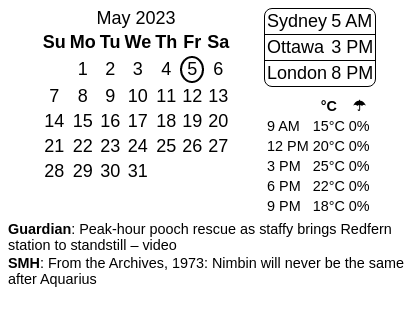 May 2023
Su Mo Tu We Th Fr Sa
1 2 3 4 5 6
7 8 9 10 11 12 13
14 15 16 17 18 19 20
21 22 23 24 25 26 27
28 29 30 31
Sydney 5 AM
Ottawa 3 PM
London 8 PM
°C ☂
9 AM 15°C 0%
12 PM 20°C 0%
3 PM 25°C 0%
6 PM 22°C 0%
9 PM 18°C 0%
Guardian: Peak-hour pooch rescue as staffy brings Redfern
station to standstill – video
SMH: From the Archives, 1973: Nimbin will never be the same
after Aquarius